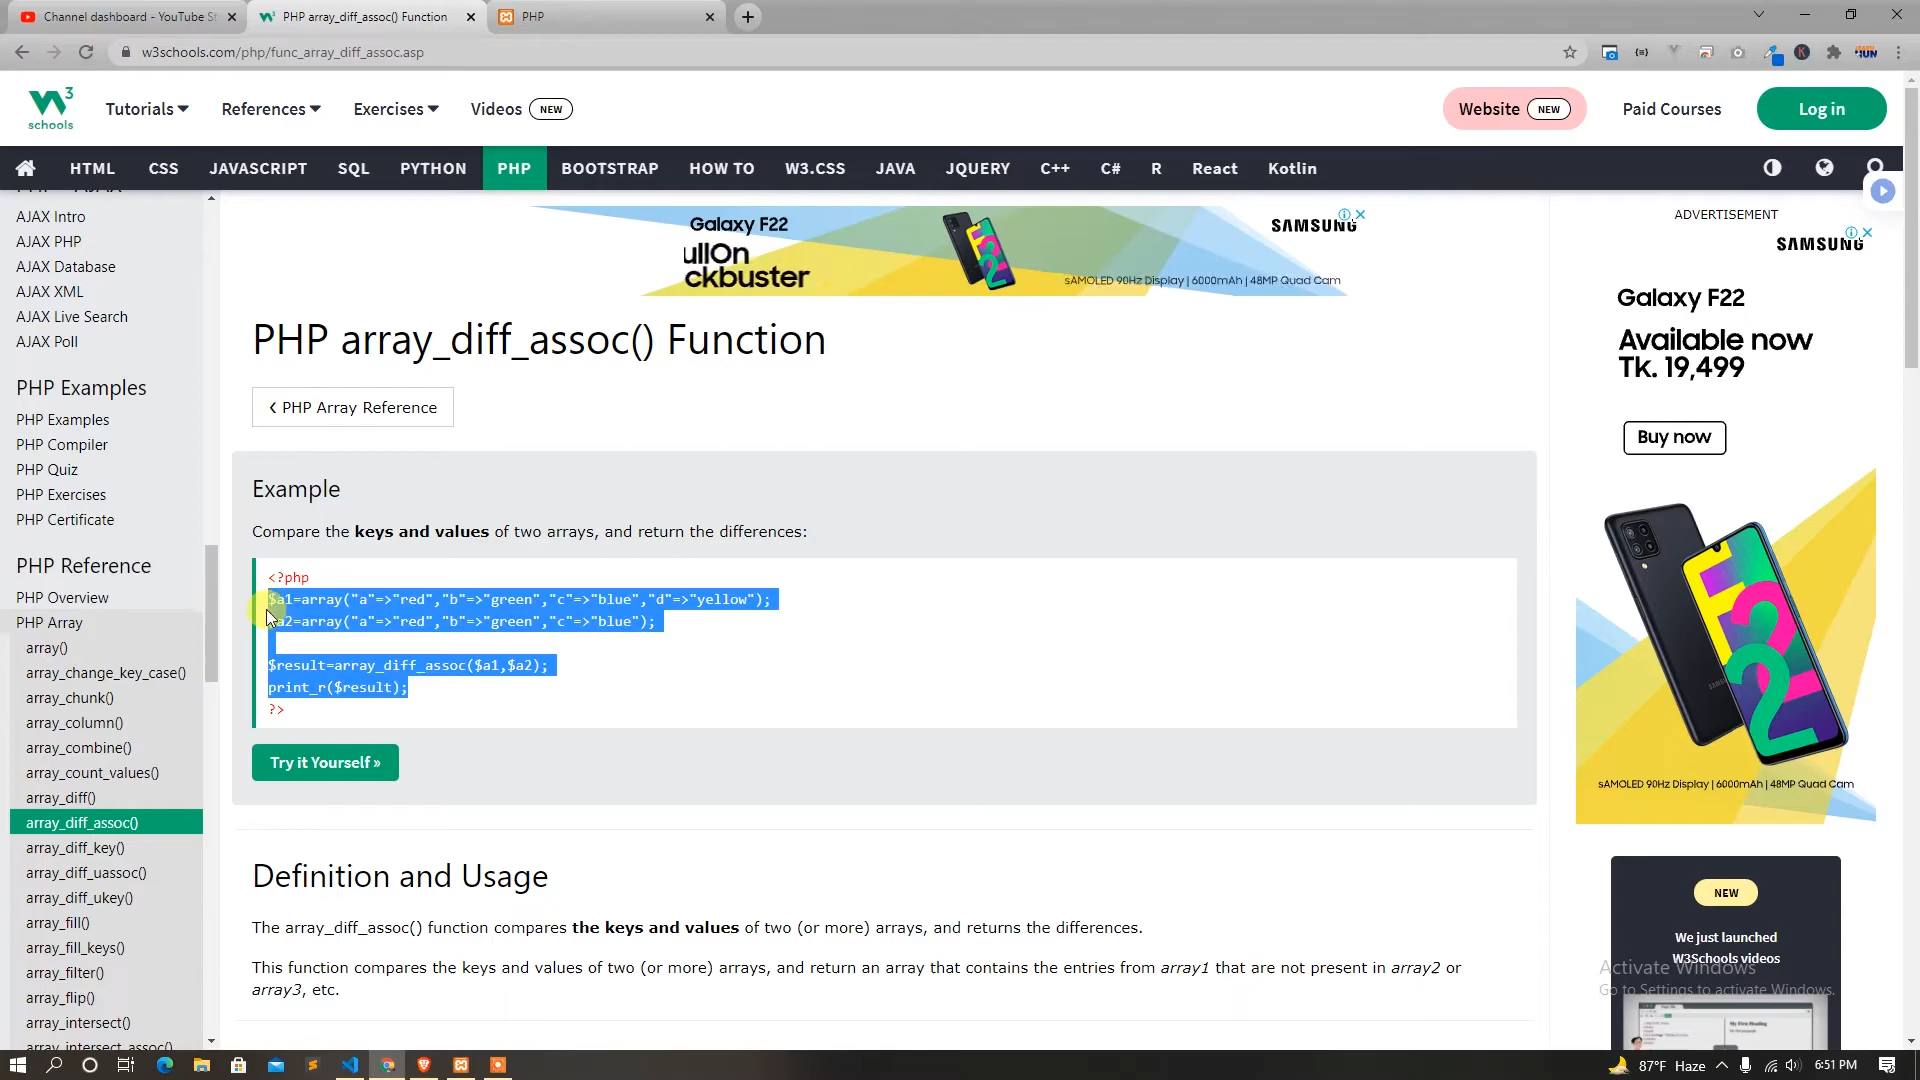 Channel dashboard - YouTube St
PHP array_diff_assoc() Function
PHP
w3schools.com/php/func_array_diff_assoc.asp
3
schools
Tutorials
References
Exercises
Videos NEW
Website NEW
Paid Courses
Log in
HTML CSS JAVASCRIPT SQL PYTHON PHP BOOTSTRAP HOW TO W3.CSS JAVA JQUERY C++ C# R React Kotlin
AJAX Intro
AJAX PHP
AJAX Database
AJAX XML
AJAX Live Search
AJAX Poll
PHP Examples
PHP Examples
PHP Compiler
PHP Quiz
PHP Exercises
PHP Certificate
PHP Reference
PHP Overview
PHP Array
array()
array_change_key_case()
array_chunk()
array_column()
array_combine()
array_count_values()
array_diff()
array_diff_assoc()
array_diff_key()
array_diff_uassoc()
array_diff_ukey()
array_fill()
array_fill_keys()
array_filter()
array_flip()
array_intersect()
array_intersect_assoc()
Galaxy F22
ullOn
ckbuster
SAMSUNG
sAMOLED 90Hz Display | 6000mAh | 48MP Quad Cam
PHP array_diff_assoc() Function
❮ PHP Array Reference
Example
Compare the keys and values of two arrays, and return the differences:
<?php
$a1=array("a"=>"red","b"=>"green","c"=>"blue","d"=>"yellow");
a2=array("a"=>"red","b"=>"green","c"=>"blue");
$result=array_diff_assoc($a1,$a2);
print_r($result);
?>
Try it Yourself »
Definition and Usage
The array_diff_assoc() function compares the keys and values of two (or more) arrays, and returns the differences.
This function compares the keys and values of two (or more) arrays, and return an array that contains the entries from array1 that are not present in array2 or
array3, etc.
ADVERTISEMENT
SAMSUNG
Galaxy F22
Available now
Tk. 19,499
Buy now
sAMOLED 90Hz Display | 6000mAh | 48MP Quad Cam
NEW
We just launched
W3Schools videos
Activate Windows
Go to Settings to activate Windows.
87°F Haze
6:51 PM